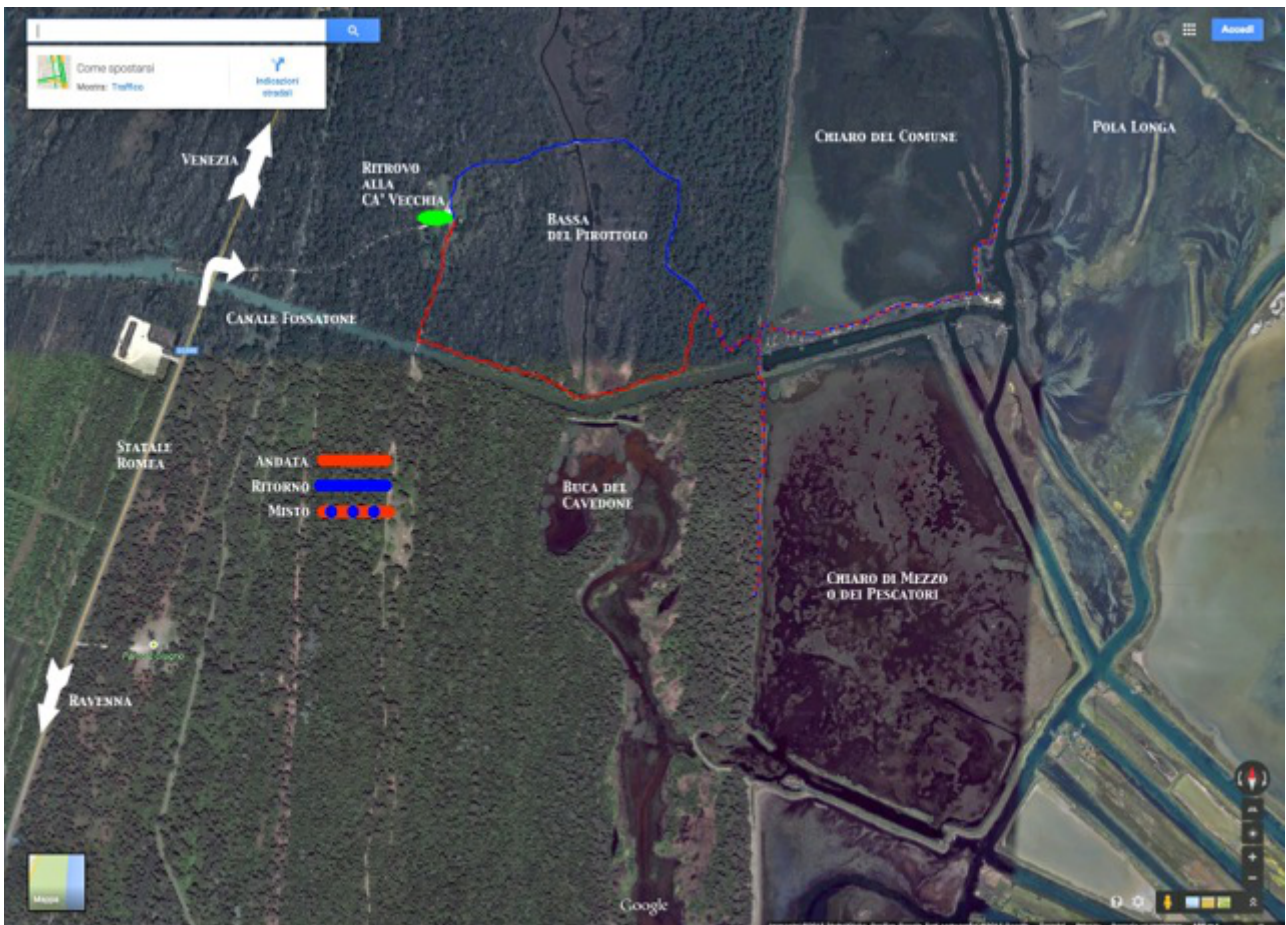 Accedi
Come spostarsi
Mostra: Traffico
Indicazioni
stradali
Venezia
Ritrovo
alla
Ca' Vecchia
Bassa
del Pirottolo
Chiaro del Comune
Pola Longa
Canale Fossatone
Statale
Romea
Andata
Ritorno
Misto
Buca del
Cavedone
Chiaro di Mezzo
o dei Pescatori
Ravenna
Mappa
Google